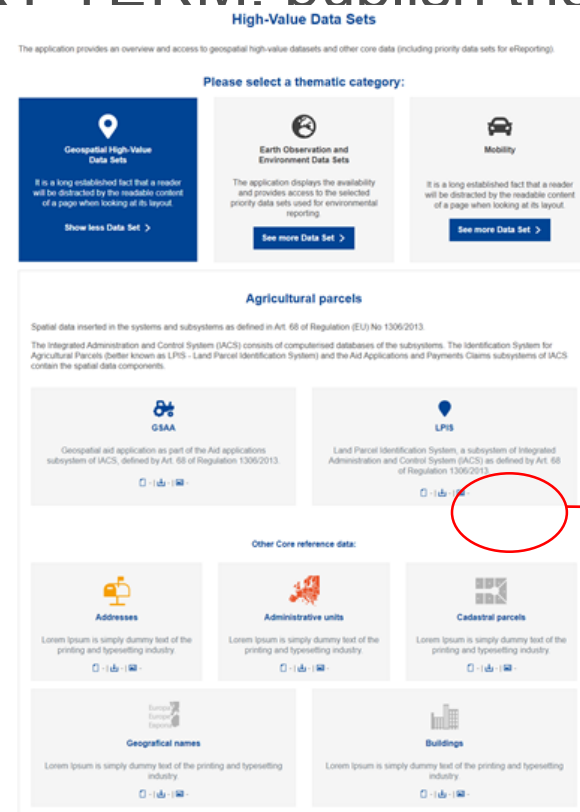 High-Value Data Sets
The application provides an overview and access to geospatial high-value datasets and other core data (including priority data sets for eReporting).
Please select a thematic category:
Geospatial High-Value
Data Sets
It is a long established fact that a reader
will be distracted by the readable content
of a page when looking at its layout.
Show less Data Set >
Earth Observation and
Environment Data Sets
The application displays the availability
and provides access to the selected
priority data sets used for environmental
reporting.
See more Data Set >
Mobility
It is a long established fact that a reader
will be distracted by the readable content
of a page when looking at its layout.
See more Data Set >
Agricultural parcels
Spatial data inserted in the systems and subsystems as defined in Art. 68 of Regulation (EU) No 1306/2013.
The Integrated Administration and Control System (IACS) consists of computerised databases of the subsystems. The Identification System for
Agricultural Parcels (better known as LPIS - Land Parcel Identification System) and the Aid Applications and Payments Claims subsystems of IACS
contain the spatial data components.
GSAA
Geospatial aid application as part of the Aid applications
subsystem of IACS, defined by Art. 68 of Regulation 1306/2013.
LPIS
Land Parcel Identification System, a subsystem of Integrated
Administration and Control System (IACS) as defined by Art. 68
of Regulation 1306/2013.
Other Core reference data:
Addresses
Lorem Ipsum is simply dummy text of the
printing and typesetting industry.
Administrative units
Lorem Ipsum is simply dummy text of the
printing and typesetting industry.
Cadastral parcels
Lorem Ipsum is simply dummy text of the
printing and typesetting industry.
Europa
Europe
Geografical names
Lorem Ipsum is simply dummy text of the printing and typesetting
industry.
Buildings
Lorem Ipsum is simply dummy text of the printing and typesetting
industry.